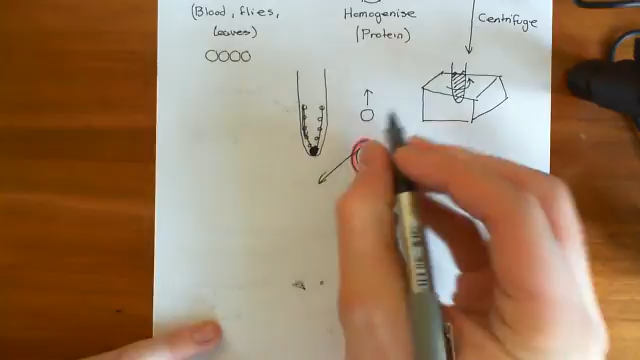 (Blood, flies,
leaves)
Homogenise
(Protein)
Centrifuge